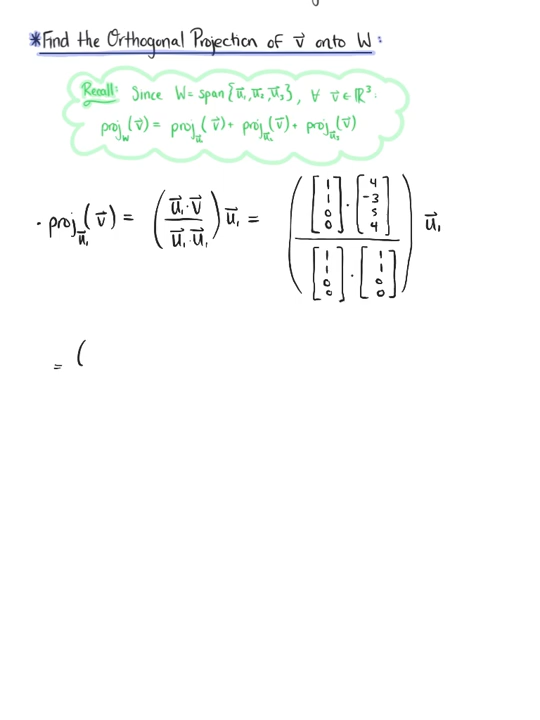 *Find the Orthogonal Projection of v⃗ onto W:
Recall: Since W = span{u⃗₁, u⃗₂, u⃗₃}, ∀ v⃗ ∈ ℝ³:
proj_W(v⃗) = proj_u⃗₁(v⃗) + proj_u⃗₂(v⃗) + proj_u⃗₃(v⃗)
· proj_u⃗₁(v⃗) = (u⃗₁·v⃗ / u⃗₁·u⃗₁) u⃗₁ = ([1 1 0 0] · [4 -3 5 4] / [1 1 0 0] · [1 1 0 0]) u⃗₁
= (